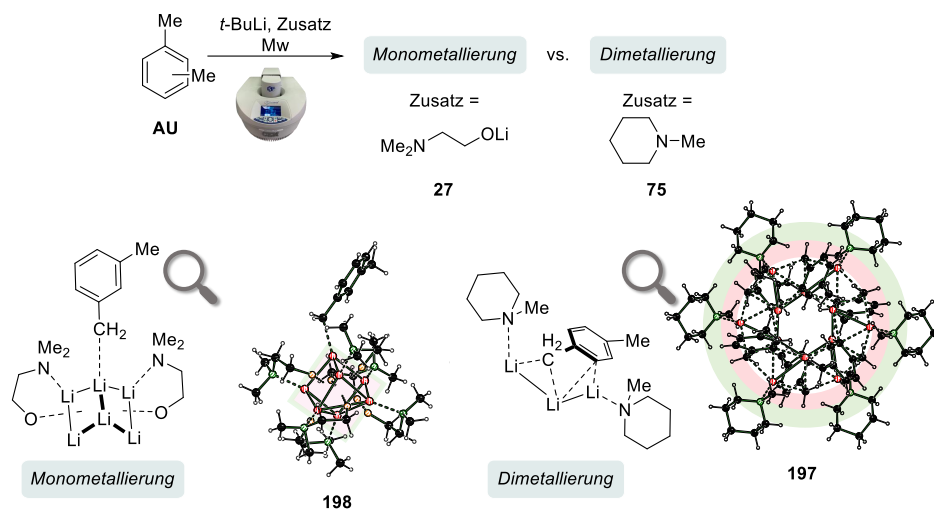 Me
Me
AU
t-BuLi, Zusatz
Mw
Monometallierung
vs.
Dimetallierung
Zusatz =
Me₂N
OLi
27
Zusatz =
N
Me
75
Me
CH₂
Me₂
N
Me₂
N
Li
Li
Li
O
O
Li
Li
Li
Monometallierung
198
N
Me
H₂
C
Me
Li
Li
Li
Me
N
Dimetallierung
197